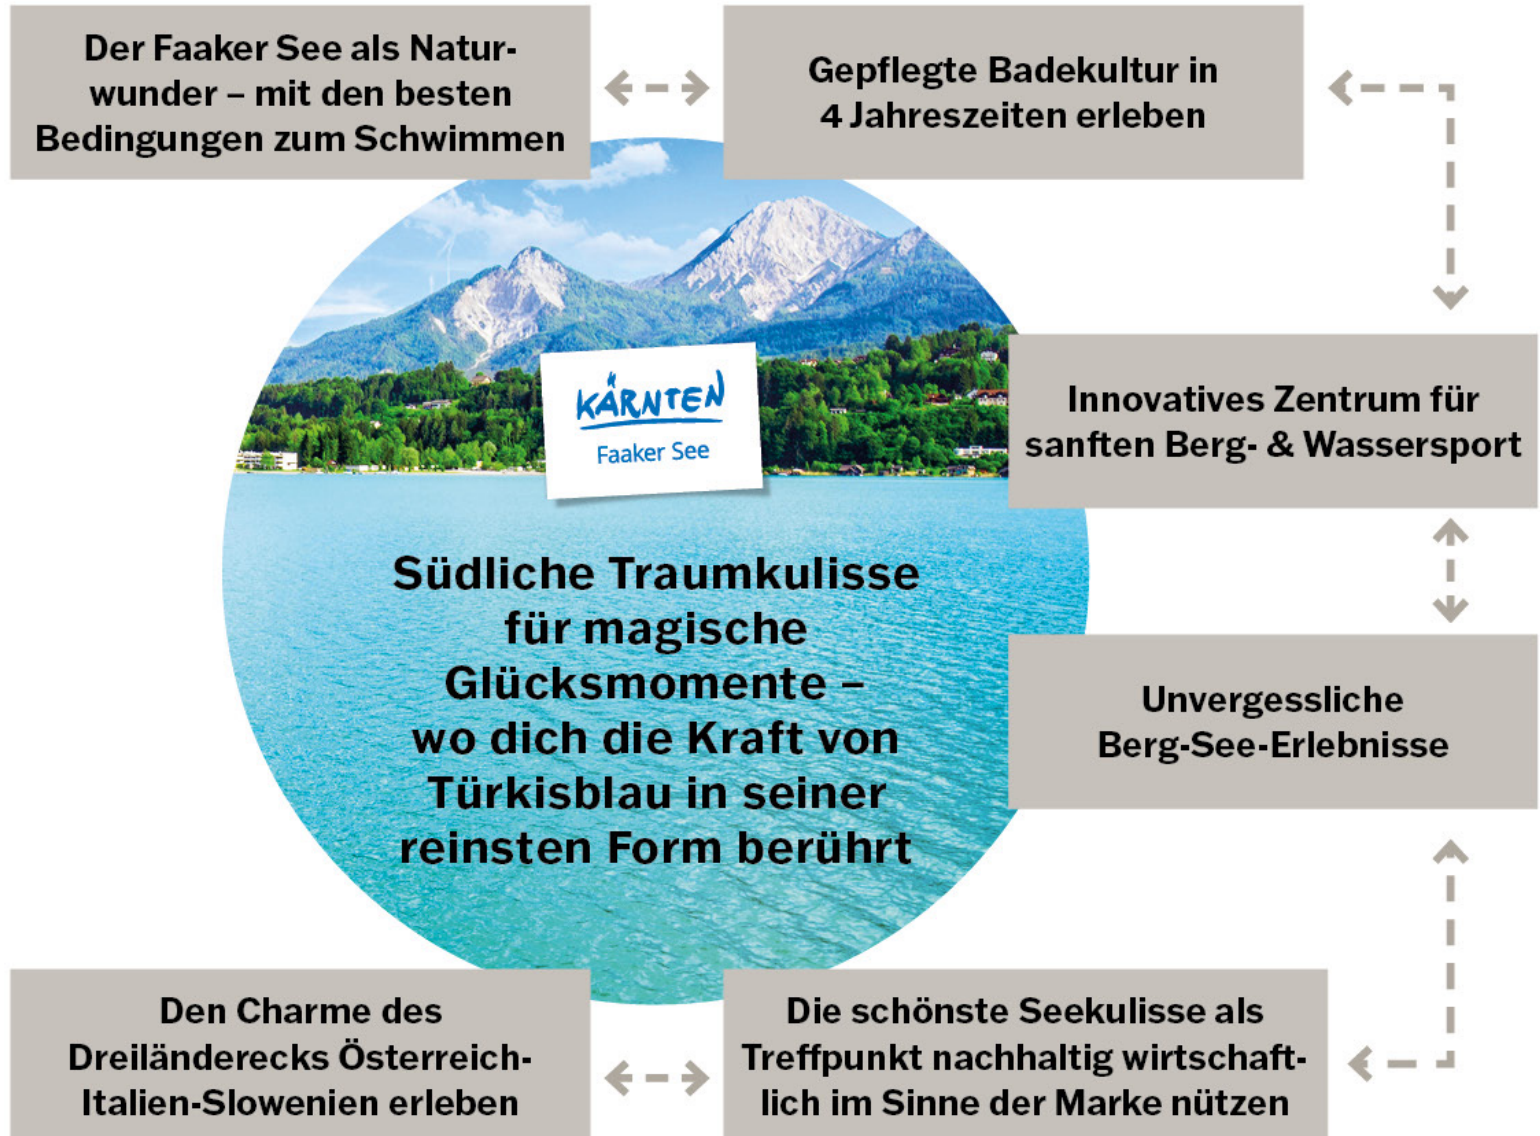 Der Faaker See als Natur-
wunder – mit den besten
Bedingungen zum Schwimmen
Gepflegte Badekultur in
4 Jahreszeiten erleben
KÄRNTEN
Faaker See
Innovatives Zentrum für
sanften Berg- & Wassersport
Südliche Traumkulisse
für magische
Glücksmomente –
wo dich die Kraft von
Türkisblau in seiner
reinsten Form berührt
Unvergessliche
Berg-See-Erlebnisse
Den Charme des
Dreiländerecks Österreich-
Italien-Slowenien erleben
Die schönste Seekulisse als
Treffpunkt nachhaltig wirtschaft-
lich im Sinne der Marke nützen